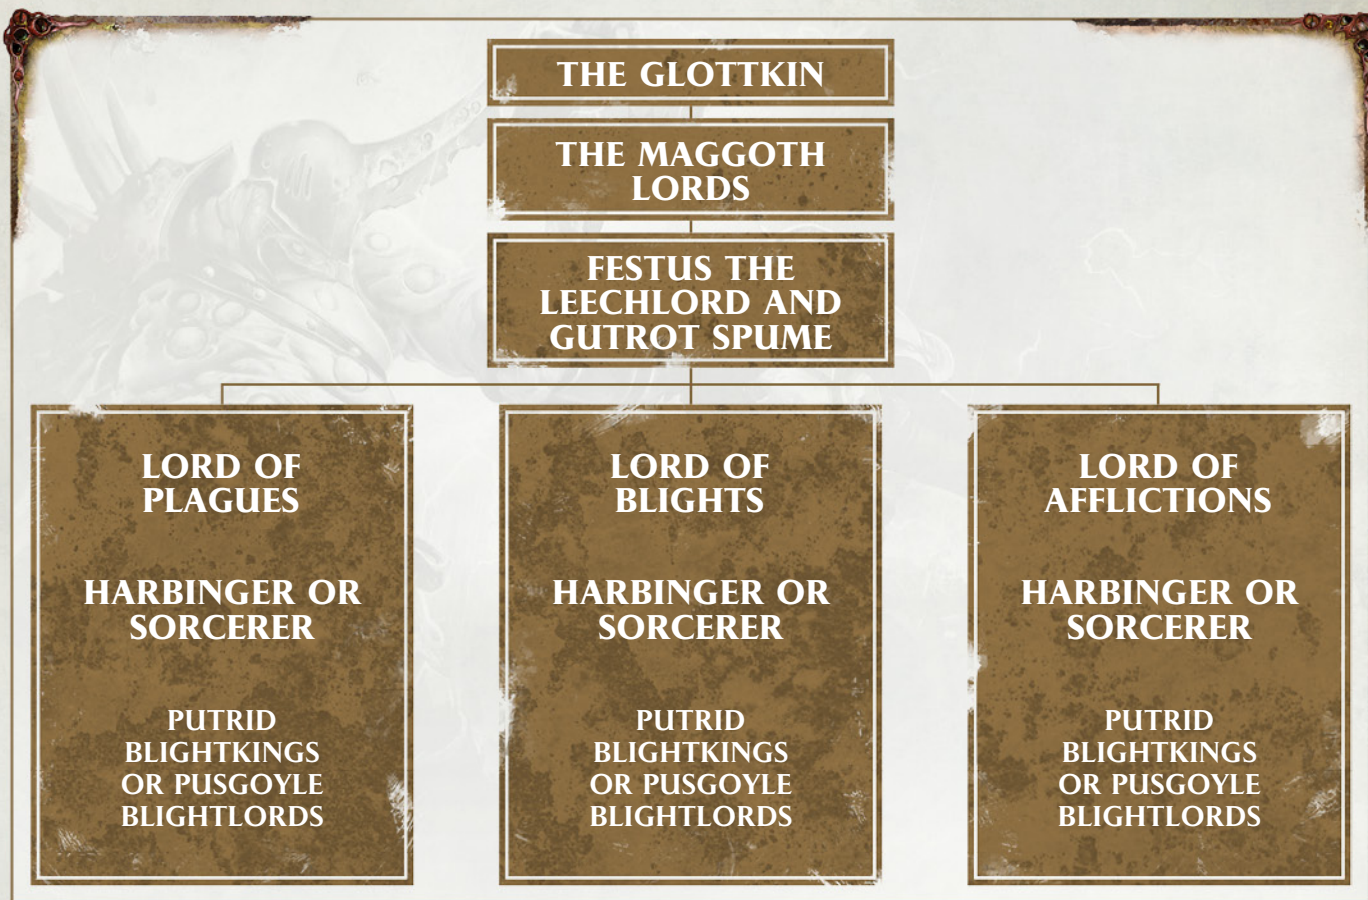 THE GLOTTKIN
THE MAGGOTH
LORDS
FESTUS THE
LEECHLORD AND
GUTROT SPUME
LORD OF
PLAGUES
HARBINGER OR
SORCERER
PUTRID
BLIGHTKINGS
OR PUSGOYLE
BLIGHTLORDS
LORD OF
BLIGHTS
HARBINGER OR
SORCERER
PUTRID
BLIGHTKINGS
OR PUSGOYLE
BLIGHTLORDS
LORD OF
AFFLICTIONS
HARBINGER OR
SORCERER
PUTRID
BLIGHTKINGS
OR PUSGOYLE
BLIGHTLORDS